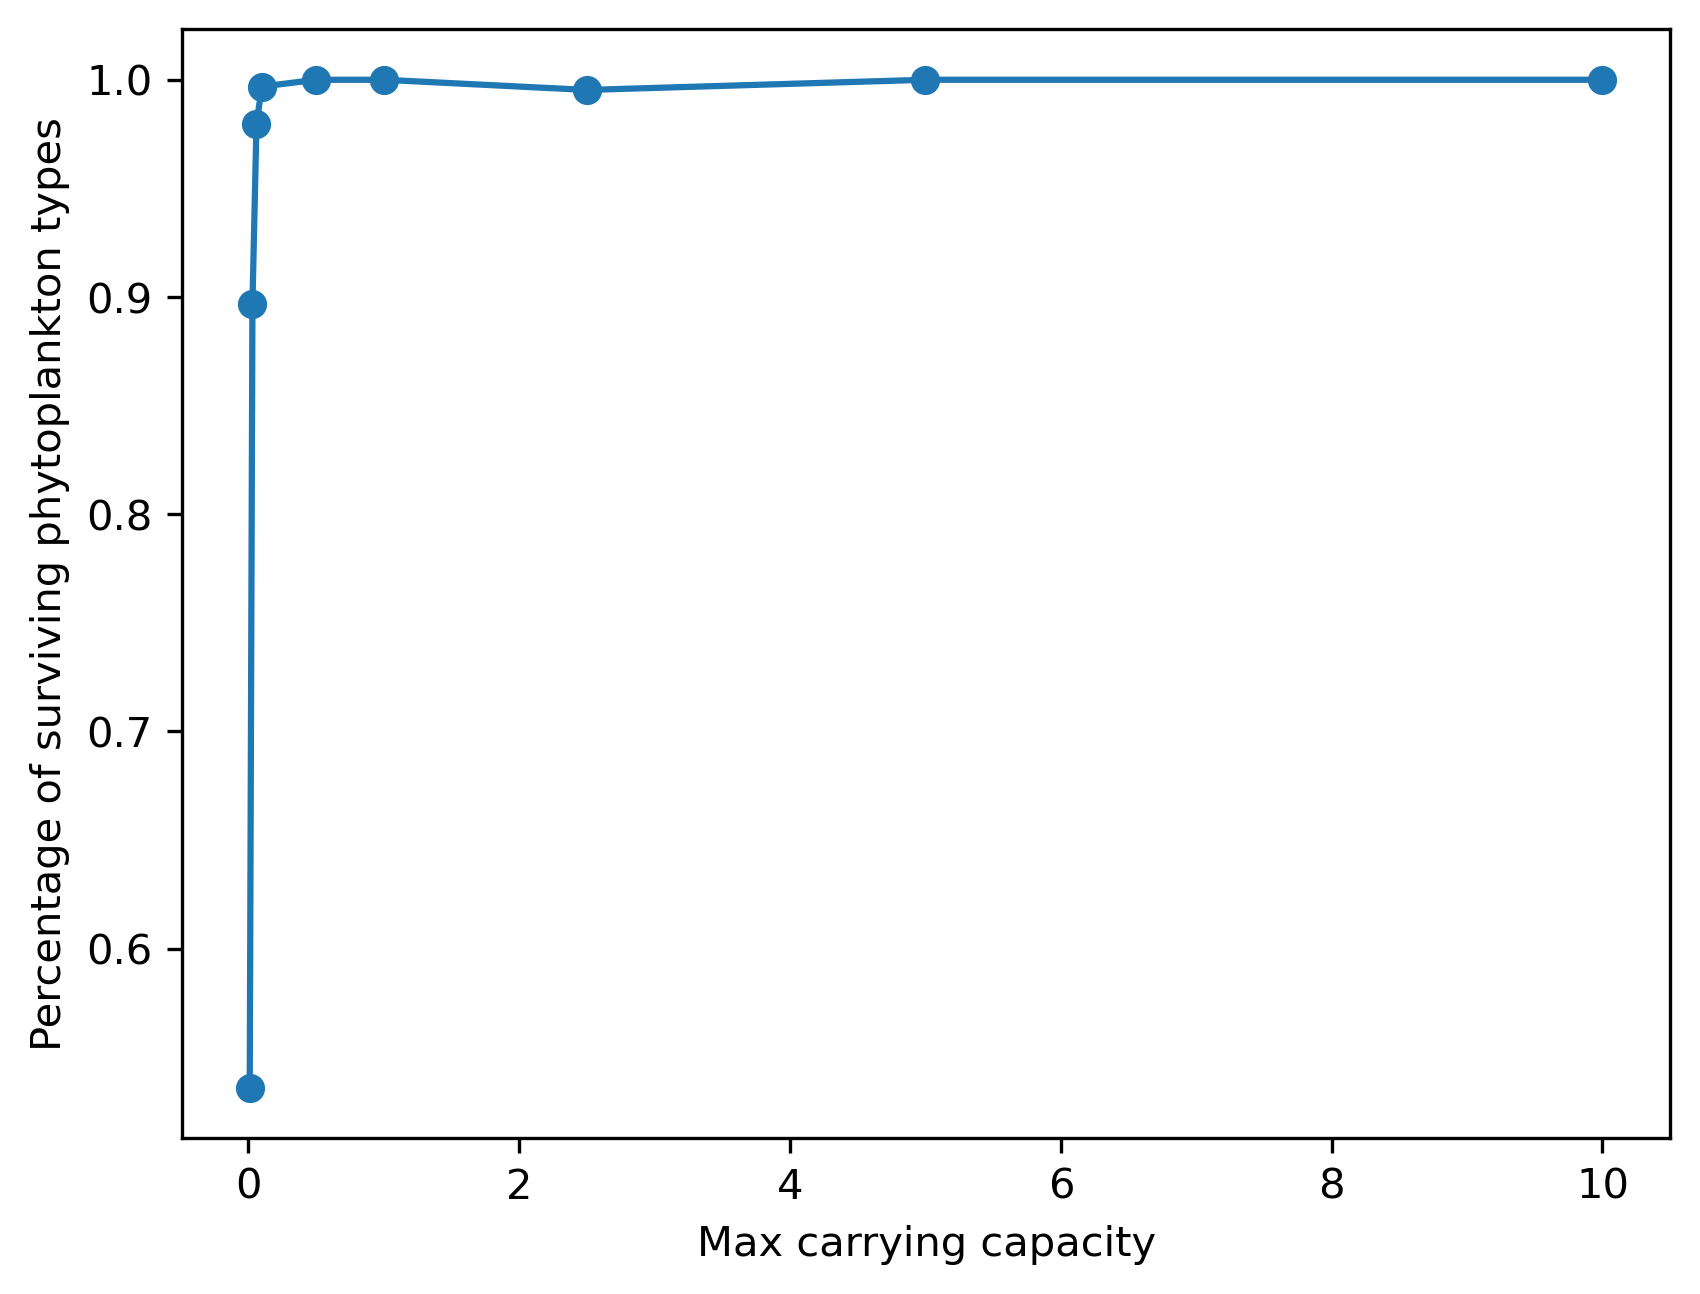 Percentage of surviving phytoplankton types
1.0
0.9
0.8
0.7
0.6
0 2 4 6 8 10
Max carrying capacity